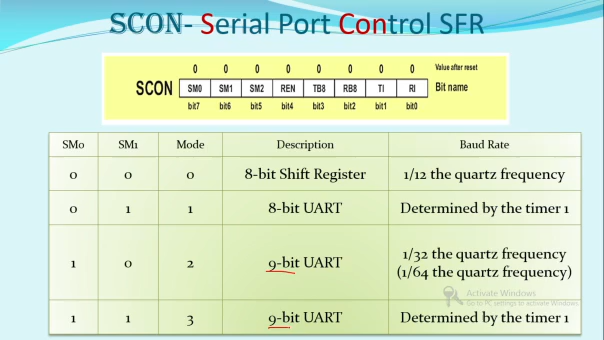 SCON- Serial Port Control SFR
0 0 0 0 0 0 0 0 Value after reset
SCON SM0 SM1 SM2 REN TB8 RB8 TI RI Bit name
bit7 bit6 bit5 bit4 bit3 bit2 bit1 bit0
SM0 SM1 Mode Description Baud Rate
0 0 0 8-bit Shift Register 1/12 the quartz frequency
0 1 1 8-bit UART Determined by the timer 1
1 0 2 9-bit UART 1/32 the quartz frequency
(1/64 the quartz frequency)
Activate Windows
Go to PC settings to activate Windows.
1 1 3 9-bit UART Determined by the timer 1